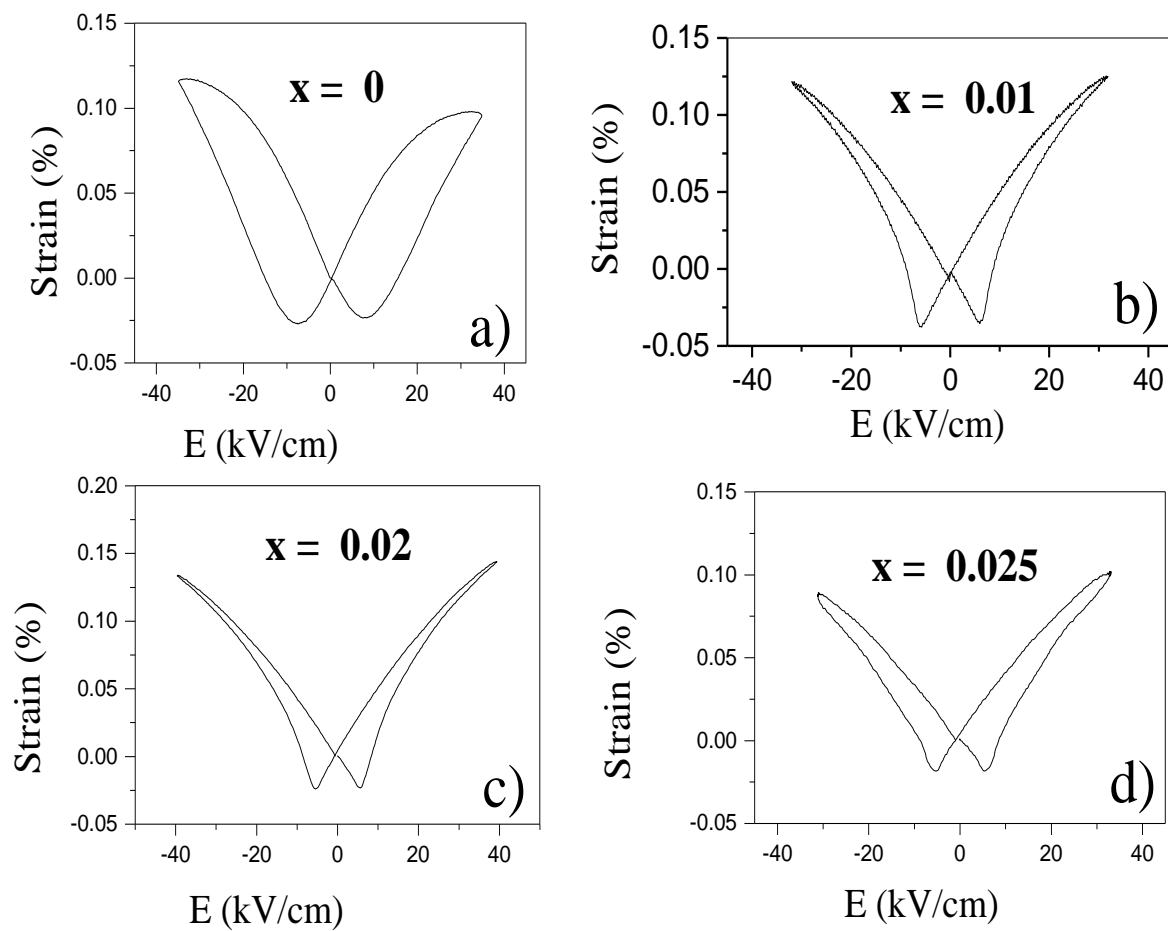 0.15
0.10
0.05
0.00
-0.05
Strain (%)
x = 0
a)
-40 -20 0 20 40
E (kV/cm)
0.15
0.10
0.05
0.00
-0.05
Strain (%)
x = 0.01
b)
-40 -20 0 20 40
E (kV/cm)
0.20
0.15
0.10
0.05
0.00
-0.05
Strain (%)
x = 0.02
c)
-40 -20 0 20 40
E (kV/cm)
0.15
0.10
0.05
0.00
-0.05
Strain (%)
x = 0.025
d)
-40 -20 0 20 40
E (kV/cm)